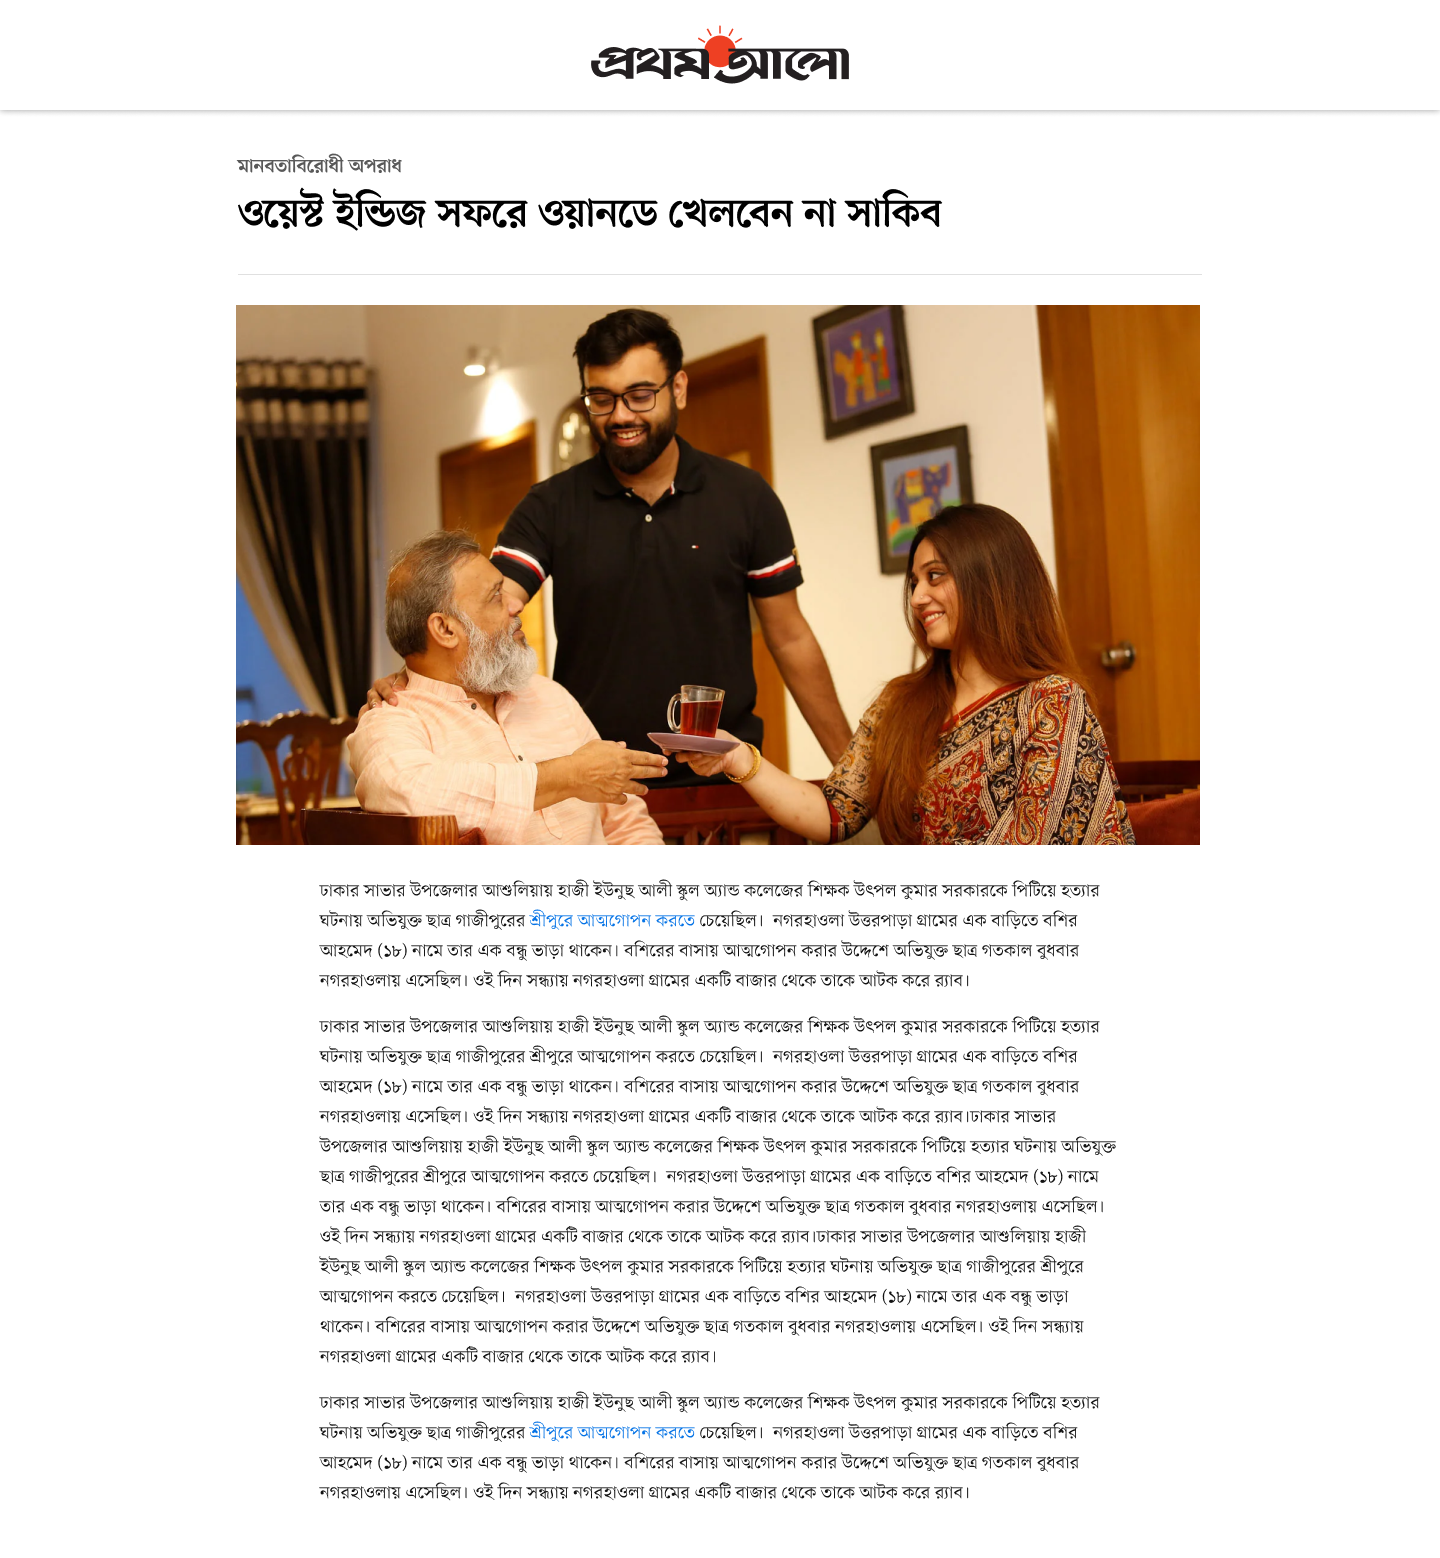 প্রথম আলো
মানবতাবিরোধী অপরাধ
ওয়েস্ট ইন্ডিজ সফরে ওয়ানডে খেলবেন না সাকিব
ঢাকার সাভার উপজেলার আশুলিয়ায় হাজী ইউনুছ আলী স্কুল অ্যান্ড কলেজের শিক্ষক উৎপল কুমার সরকারকে পিটিয়ে হত্যার
ঘটনায় অভিযুক্ত ছাত্র গাজীপুরের শ্রীপুরে আত্মগোপন করতে চেয়েছিল। নগরহাওলা উত্তরপাড়া গ্রামের এক বাড়িতে বশির
আহমেদ (১৮) নামে তার এক বন্ধু ভাড়া থাকেন। বশিরের বাসায় আত্মগোপন করার উদ্দেশে অভিযুক্ত ছাত্র গতকাল বুধবার
নগরহাওলায় এসেছিল। ওই দিন সন্ধ্যায় নগরহাওলা গ্রামের একটি বাজার থেকে তাকে আটক করে র‍্যাব।
ঢাকার সাভার উপজেলার আশুলিয়ায় হাজী ইউনুছ আলী স্কুল অ্যান্ড কলেজের শিক্ষক উৎপল কুমার সরকারকে পিটিয়ে হত্যার
ঘটনায় অভিযুক্ত ছাত্র গাজীপুরের শ্রীপুরে আত্মগোপন করতে চেয়েছিল। নগরহাওলা উত্তরপাড়া গ্রামের এক বাড়িতে বশির
আহমেদ (১৮) নামে তার এক বন্ধু ভাড়া থাকেন। বশিরের বাসায় আত্মগোপন করার উদ্দেশে অভিযুক্ত ছাত্র গতকাল বুধবার
নগরহাওলায় এসেছিল। ওই দিন সন্ধ্যায় নগরহাওলা গ্রামের একটি বাজার থেকে তাকে আটক করে র‍্যাব।ঢাকার সাভার
উপজেলার আশুলিয়ায় হাজী ইউনুছ আলী স্কুল অ্যান্ড কলেজের শিক্ষক উৎপল কুমার সরকারকে পিটিয়ে হত্যার ঘটনায় অভিযুক্ত
ছাত্র গাজীপুরের শ্রীপুরে আত্মগোপন করতে চেয়েছিল। নগরহাওলা উত্তরপাড়া গ্রামের এক বাড়িতে বশির আহমেদ (১৮) নামে
তার এক বন্ধু ভাড়া থাকেন। বশিরের বাসায় আত্মগোপন করার উদ্দেশে অভিযুক্ত ছাত্র গতকাল বুধবার নগরহাওলায় এসেছিল।
ওই দিন সন্ধ্যায় নগরহাওলা গ্রামের একটি বাজার থেকে তাকে আটক করে র‍্যাব।ঢাকার সাভার উপজেলার আশুলিয়ায় হাজী
ইউনুছ আলী স্কুল অ্যান্ড কলেজের শিক্ষক উৎপল কুমার সরকারকে পিটিয়ে হত্যার ঘটনায় অভিযুক্ত ছাত্র গাজীপুরের শ্রীপুরে
আত্মগোপন করতে চেয়েছিল। নগরহাওলা উত্তরপাড়া গ্রামের এক বাড়িতে বশির আহমেদ (১৮) নামে তার এক বন্ধু ভাড়া
থাকেন। বশিরের বাসায় আত্মগোপন করার উদ্দেশে অভিযুক্ত ছাত্র গতকাল বুধবার নগরহাওলায় এসেছিল। ওই দিন সন্ধ্যায়
নগরহাওলা গ্রামের একটি বাজার থেকে তাকে আটক করে র‍্যাব।
ঢাকার সাভার উপজেলার আশুলিয়ায় হাজী ইউনুছ আলী স্কুল অ্যান্ড কলেজের শিক্ষক উৎপল কুমার সরকারকে পিটিয়ে হত্যার
ঘটনায় অভিযুক্ত ছাত্র গাজীপুরের শ্রীপুরে আত্মগোপন করতে চেয়েছিল। নগরহাওলা উত্তরপাড়া গ্রামের এক বাড়িতে বশির
আহমেদ (১৮) নামে তার এক বন্ধু ভাড়া থাকেন। বশিরের বাসায় আত্মগোপন করার উদ্দেশে অভিযুক্ত ছাত্র গতকাল বুধবার
নগরহাওলায় এসেছিল। ওই দিন সন্ধ্যায় নগরহাওলা গ্রামের একটি বাজার থেকে তাকে আটক করে র‍্যাব।